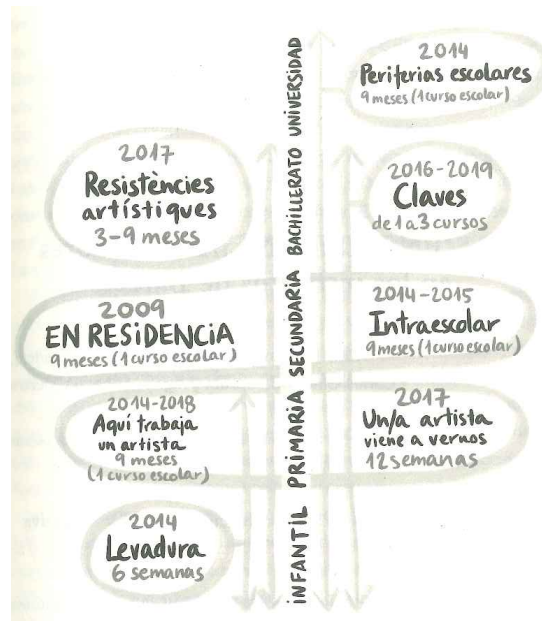 2014
Periferias escolares
9 meses (1 curso escolar)
2017
Resistències
artístiques
3-9 meses
2016-2019
Claves
de 1 a 3 cursos
2009
EN RESiDENCiA
9 meses (1 curso escolar)
2014-2015
Intraescolar
9 meses (1 curso escolar)
2014-2018
Aquí trabaja
un artista
9 meses
(1 curso escolar)
2017
Un/a artista
viene a vernos
12 semanas
2014
Levadura
6 semanas
iNFANTiL PRiMARiA SECUNDARiA BACHiLLERATO UNiVERSiDAD